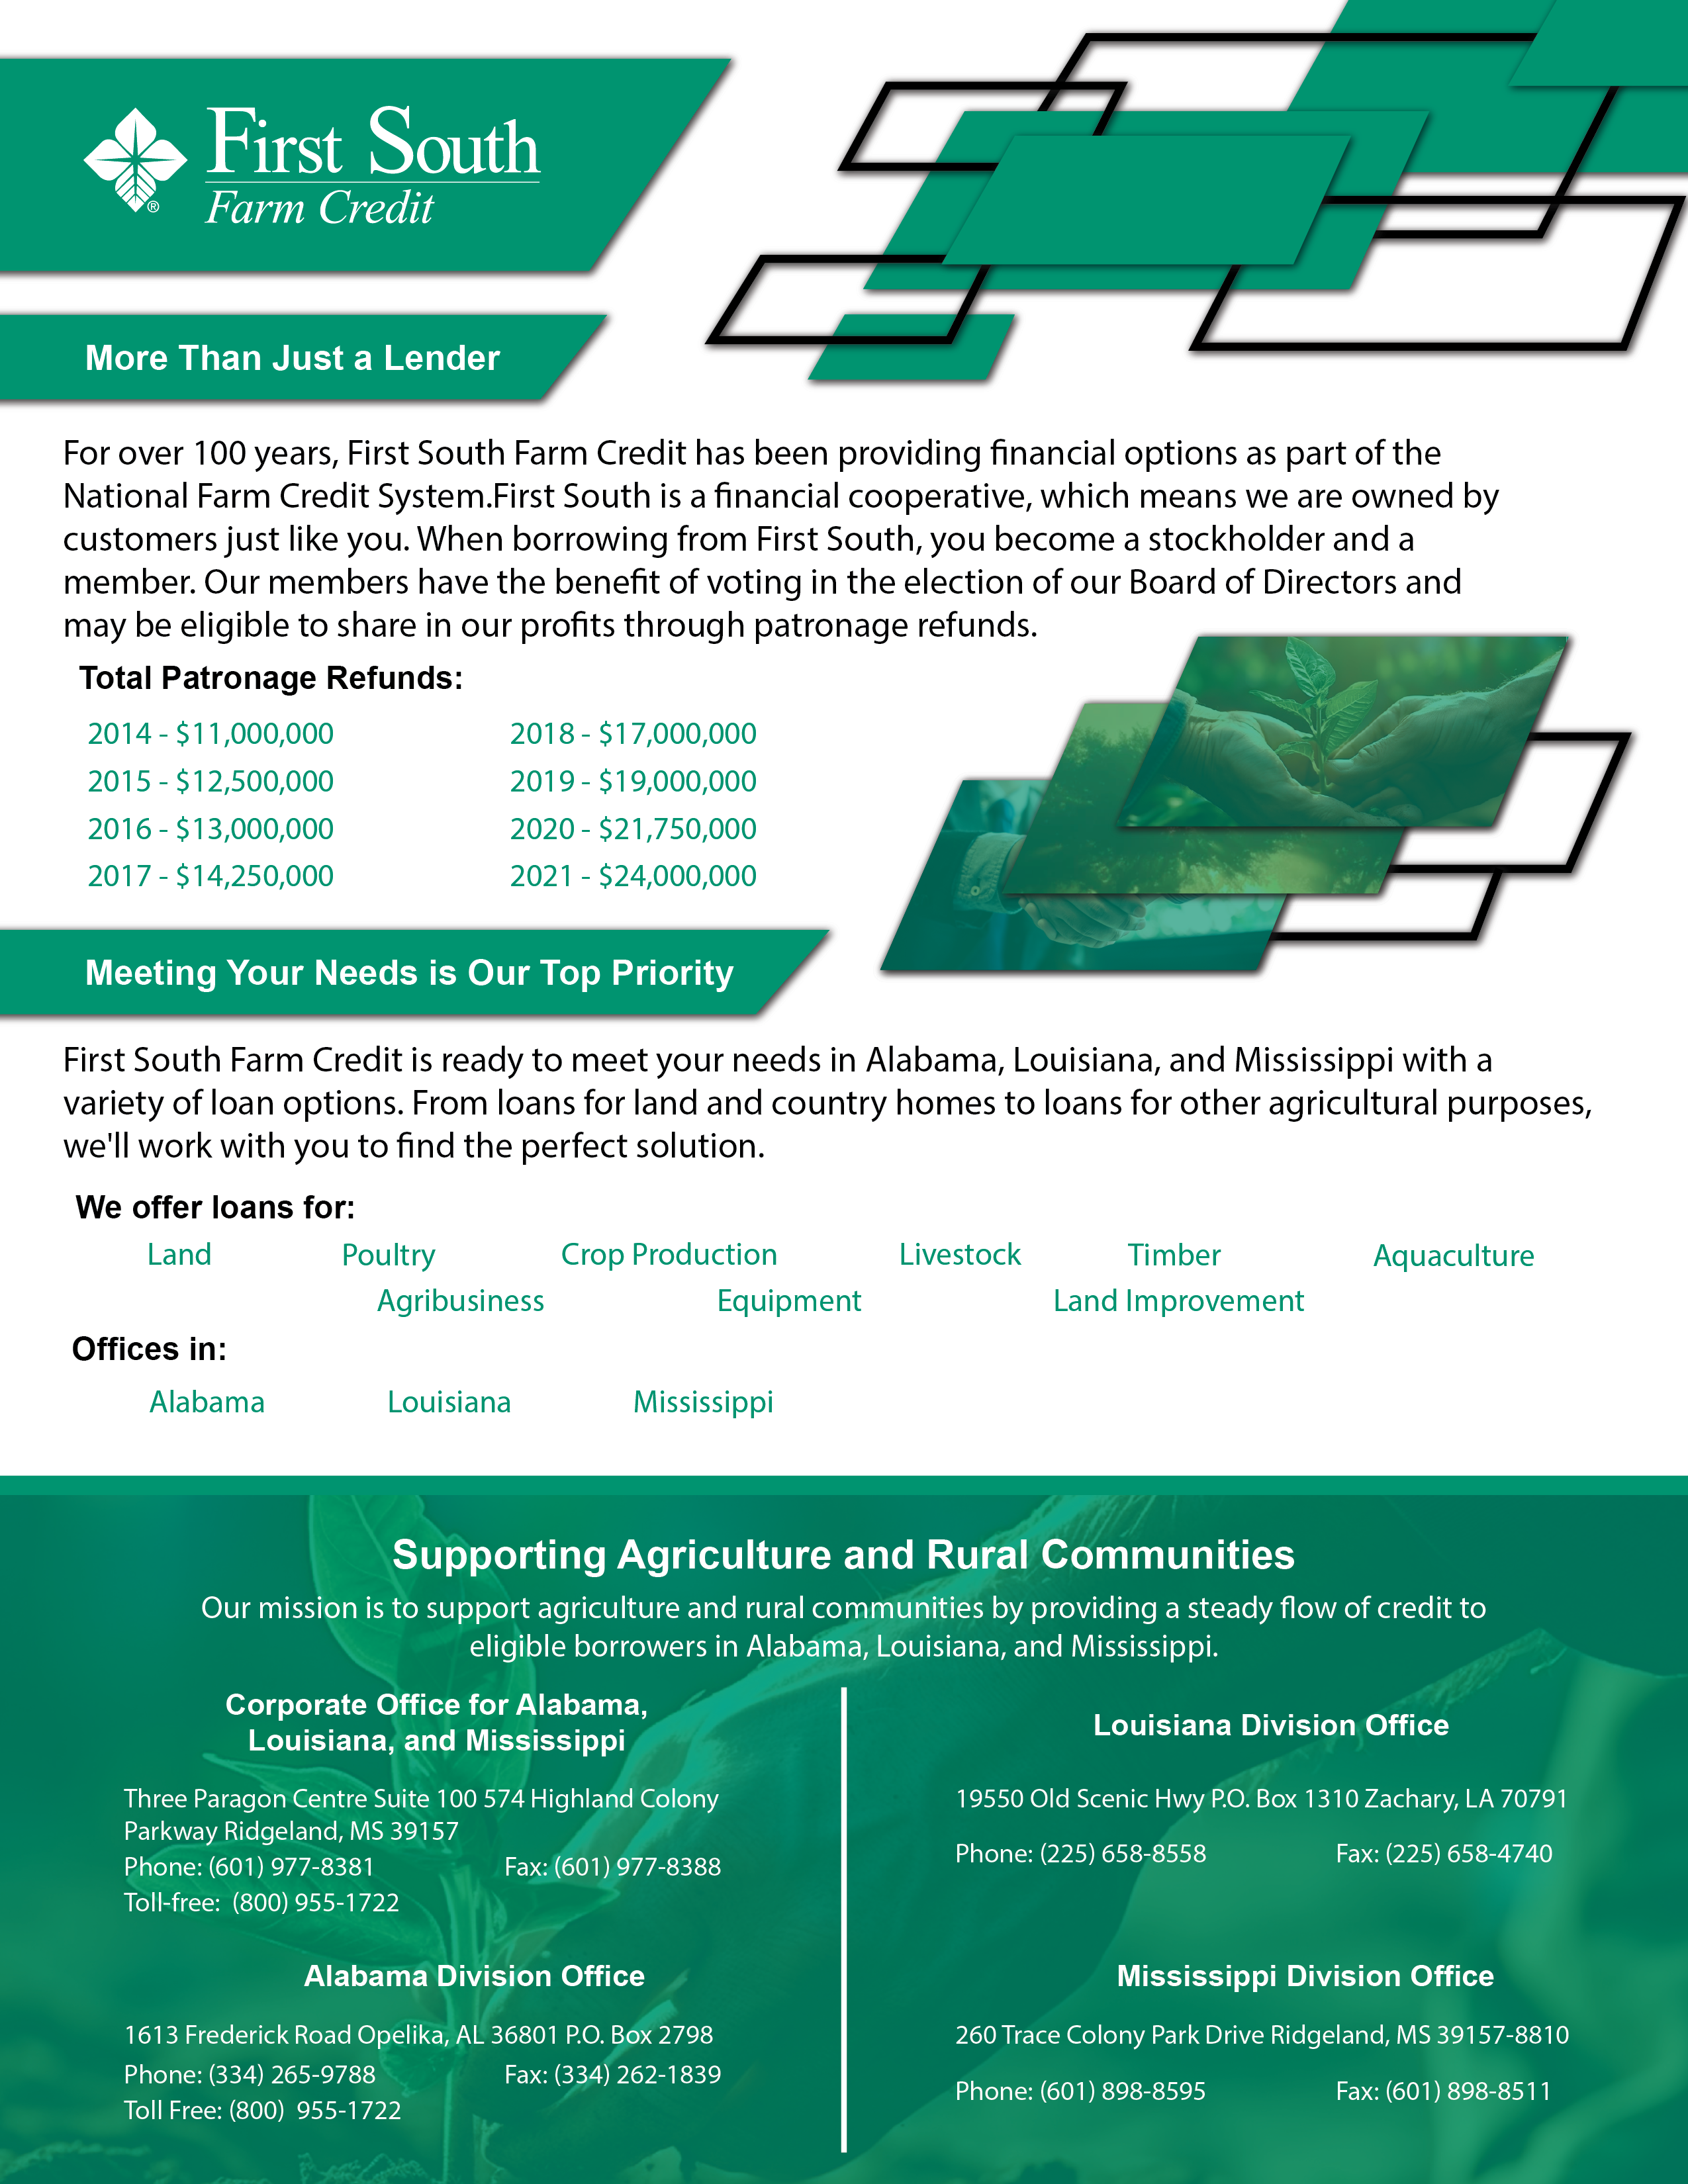 First South
Farm Credit
®
More Than Just a Lender
For over 100 years, First South Farm Credit has been providing financial options as part of the
National Farm Credit System.First South is a financial cooperative, which means we are owned by
customers just like you. When borrowing from First South, you become a stockholder and a
member. Our members have the benefit of voting in the election of our Board of Directors and
may be eligible to share in our profits through patronage refunds.
Total Patronage Refunds:
2014 - $11,000,000
2015 - $12,500,000
2016 - $13,000,000
2017 - $14,250,000
2018 - $17,000,000
2019 - $19,000,000
2020 - $21,750,000
2021 - $24,000,000
Meeting Your Needs is Our Top Priority
First South Farm Credit is ready to meet your needs in Alabama, Louisiana, and Mississippi with a
variety of loan options. From loans for land and country homes to loans for other agricultural purposes,
we'll work with you to find the perfect solution.
We offer loans for:
Land Poultry Crop Production Livestock Timber Aquaculture
Agribusiness Equipment Land Improvement
Offices in:
Alabama Louisiana Mississippi
Supporting Agriculture and Rural Communities
Our mission is to support agriculture and rural communities by providing a steady flow of credit to
eligible borrowers in Alabama, Louisiana, and Mississippi.
Corporate Office for Alabama,
Louisiana, and Mississippi
Three Paragon Centre Suite 100 574 Highland Colony
Parkway Ridgeland, MS 39157
Phone: (601) 977-8381 Fax: (601) 977-8388
Toll-free: (800) 955-1722
Alabama Division Office
1613 Frederick Road Opelika, AL 36801 P.O. Box 2798
Phone: (334) 265-9788 Fax: (334) 262-1839
Toll Free: (800) 955-1722
Louisiana Division Office
19550 Old Scenic Hwy P.O. Box 1310 Zachary, LA 70791
Phone: (225) 658-8558 Fax: (225) 658-4740
Mississippi Division Office
260 Trace Colony Park Drive Ridgeland, MS 39157-8810
Phone: (601) 898-8595 Fax: (601) 898-8511